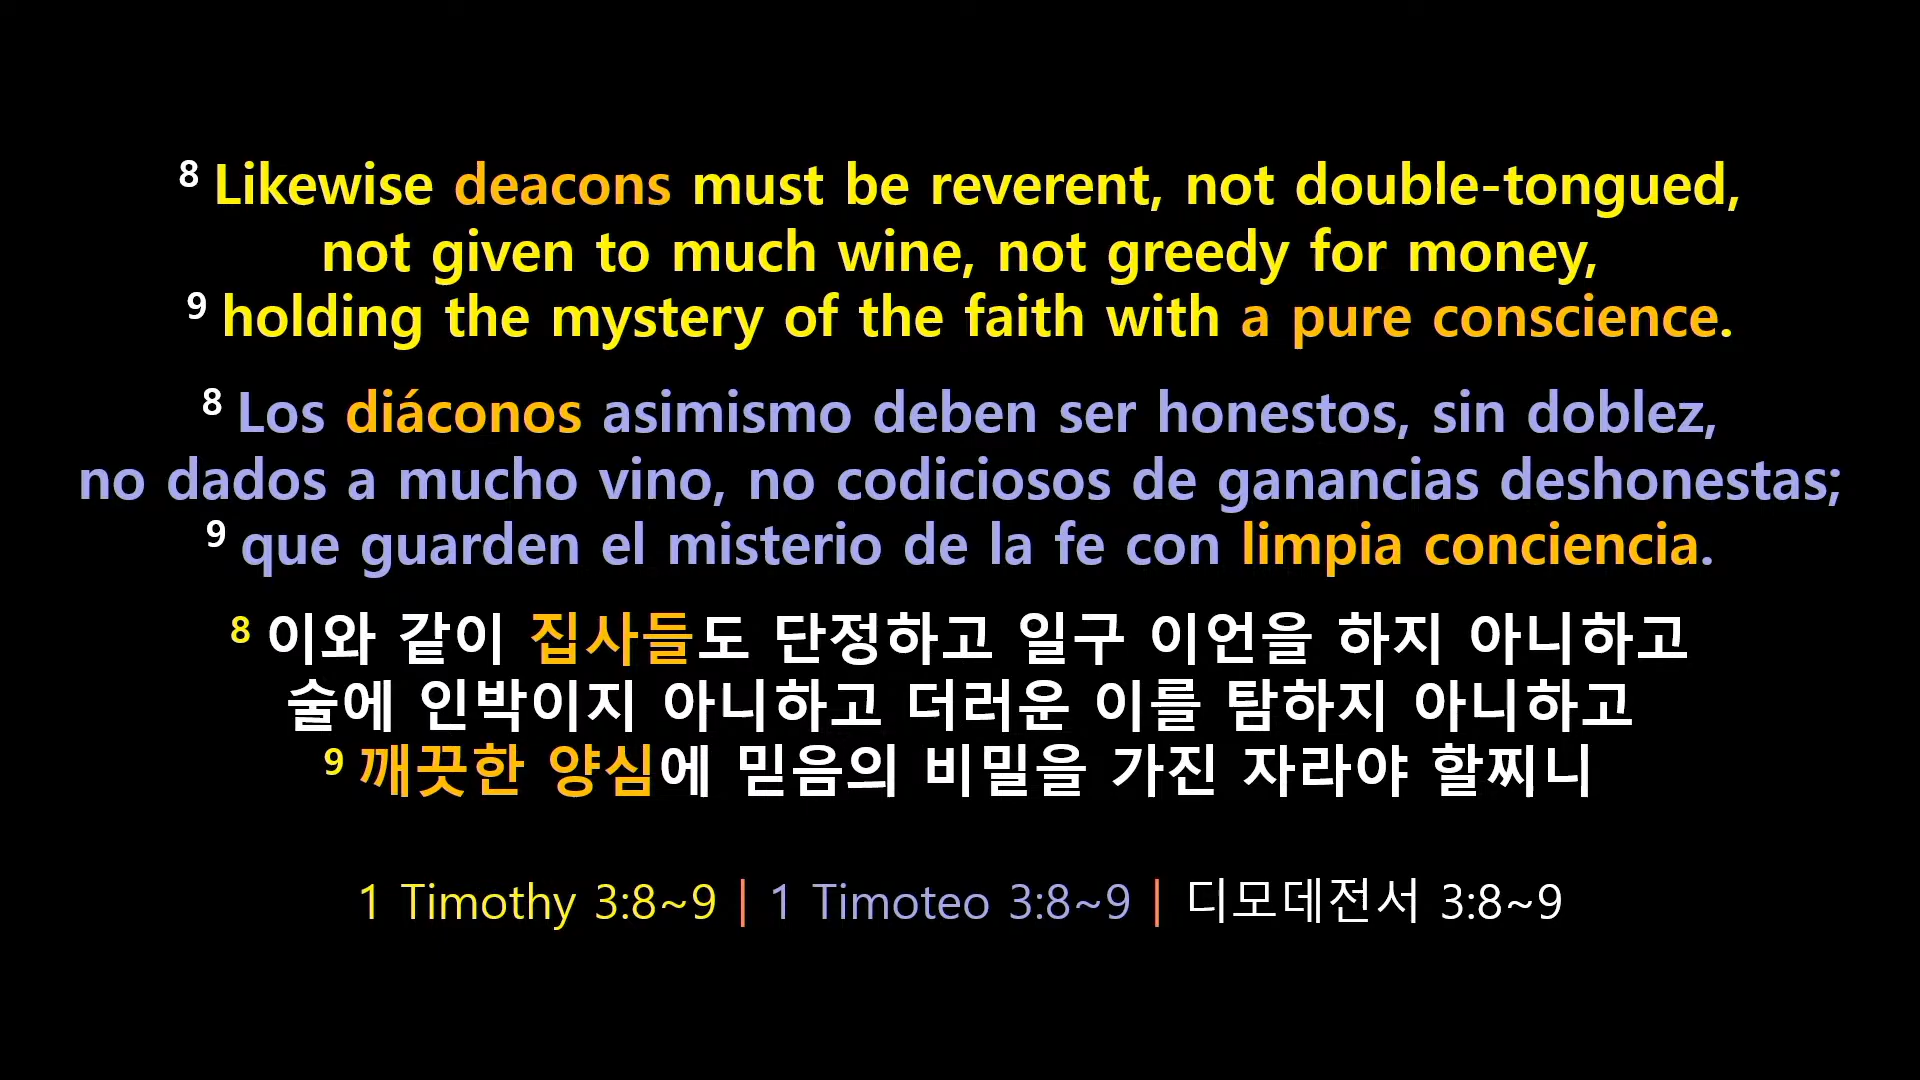 8 Likewise deacons must be reverent, not double-tongued,
not given to much wine, not greedy for money,
9 holding the mystery of the faith with a pure conscience.
8 Los diáconos asimismo deben ser honestos, sin doblez,
no dados a mucho vino, no codiciosos de ganancias deshonestas;
9 que guarden el misterio de la fe con limpia conciencia.
8 이와 같이 집사들도 단정하고 일구 이언을 하지 아니하고
술에 인박이지 아니하고 더러운 이를 탐하지 아니하고
9 깨끗한 양심에 믿음의 비밀을 가진 자라야 할찌니
1 Timothy 3:8~9 | 1 Timoteo 3:8~9 | 디모데전서 3:8~9